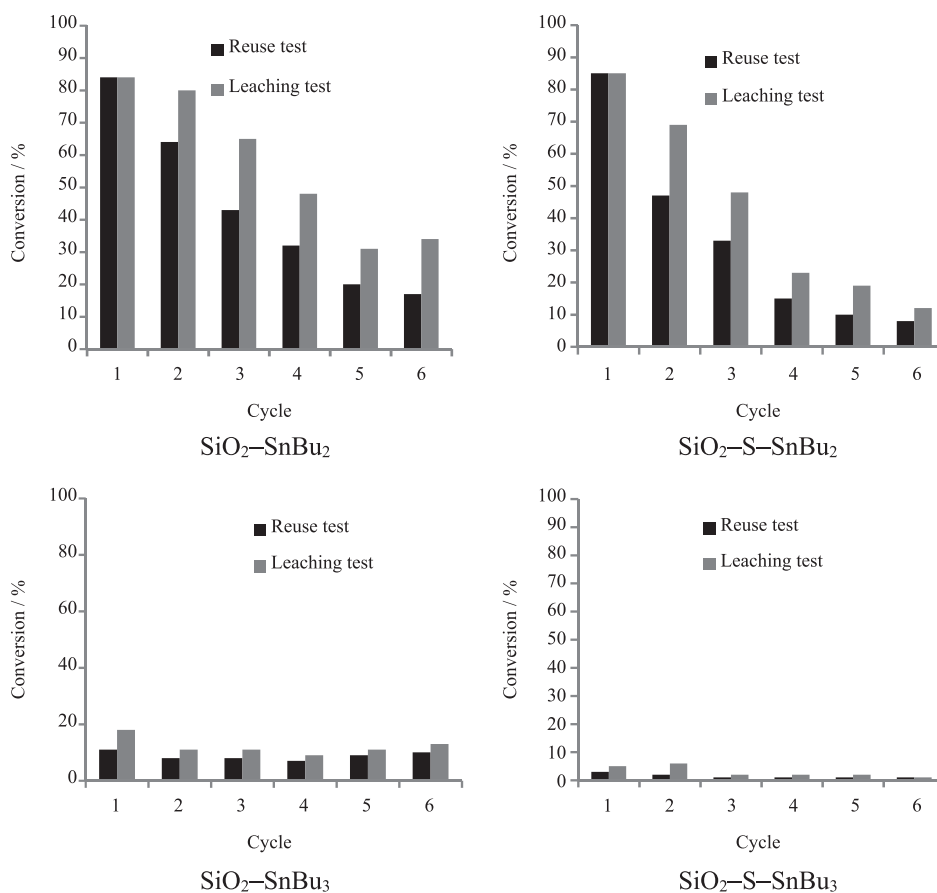 100
90
80
70
60
50
40
30
20
10
0
Conversion / %
Reuse test
Leaching test
1 2 3 4 5 6
Cycle
SiO₂–SnBu₂
100
90
80
70
60
50
40
30
20
10
0
Conversion / %
Reuse test
Leaching test
1 2 3 4 5 6
Cycle
SiO₂–S–SnBu₂
100
80
60
40
20
0
Conversion / %
Reuse test
Leaching test
1 2 3 4 5 6
Cycle
SiO₂–SnBu₃
100
90
80
70
60
50
40
30
20
10
0
Conversion / %
Reuse test
Leaching test
1 2 3 4 5 6
Cycle
SiO₂–S–SnBu₃